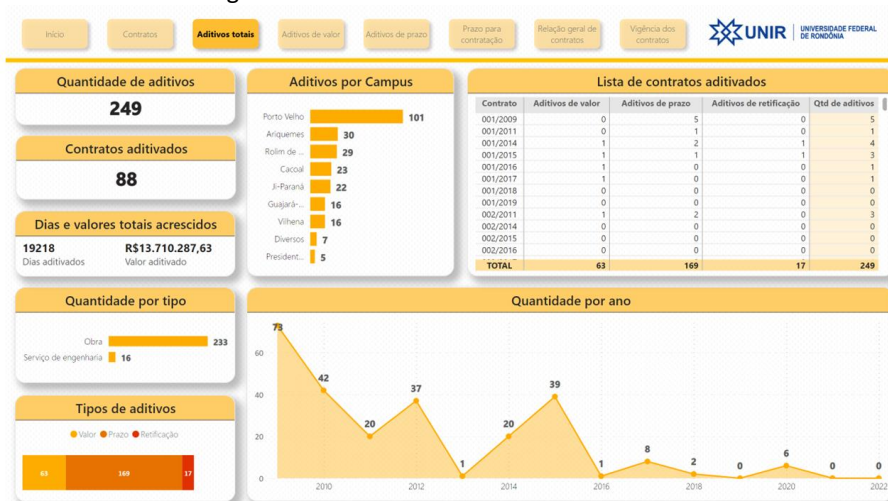 Início
Contratos
Aditivos totais
Aditivos de valor
Aditivos de prazo
Prazo para contratação
Relação geral de contratos
Vigência dos contratos
UNIR
UNIVERSIDADE FEDERAL DE RONDÔNIA
Quantidade de aditivos
249
Contratos aditivados
88
Dias e valores totais acrescidos
19218 R$13.710.287,63
Dias aditivados Valor aditivado
Aditivos por Campus
Porto Velho 101
Ariquemes 30
Rolim de ... 29
Cacoal 23
Ji-Paraná 22
Guajará-... 16
Vilhena 16
Diversos 7
President... 5
Lista de contratos aditivados
Contrato Aditivos de valor Aditivos de prazo Aditivos de retificação Qtd de aditivos
001/2009 0 5 0 5
001/2011 0 1 0 1
001/2014 1 2 1 4
001/2015 1 1 1 3
001/2016 1 0 0 1
001/2017 1 0 0 1
001/2018 0 0 0 0
001/2019 0 0 0 0
002/2011 1 2 0 3
002/2014 0 0 0 0
002/2015 0 0 0 0
002/2016 0 0 0 0
TOTAL 63 169 17 249
Quantidade por tipo
Obra 233
Serviço de engenharia 16
Tipos de aditivos
Valor Prazo Retificação
63 169 17
Quantidade por ano
73
42
20
37
1
20
39
1
8
2
0
6
0
0
60
40
20
0
2010 2012 2014 2016 2018 2020 2022